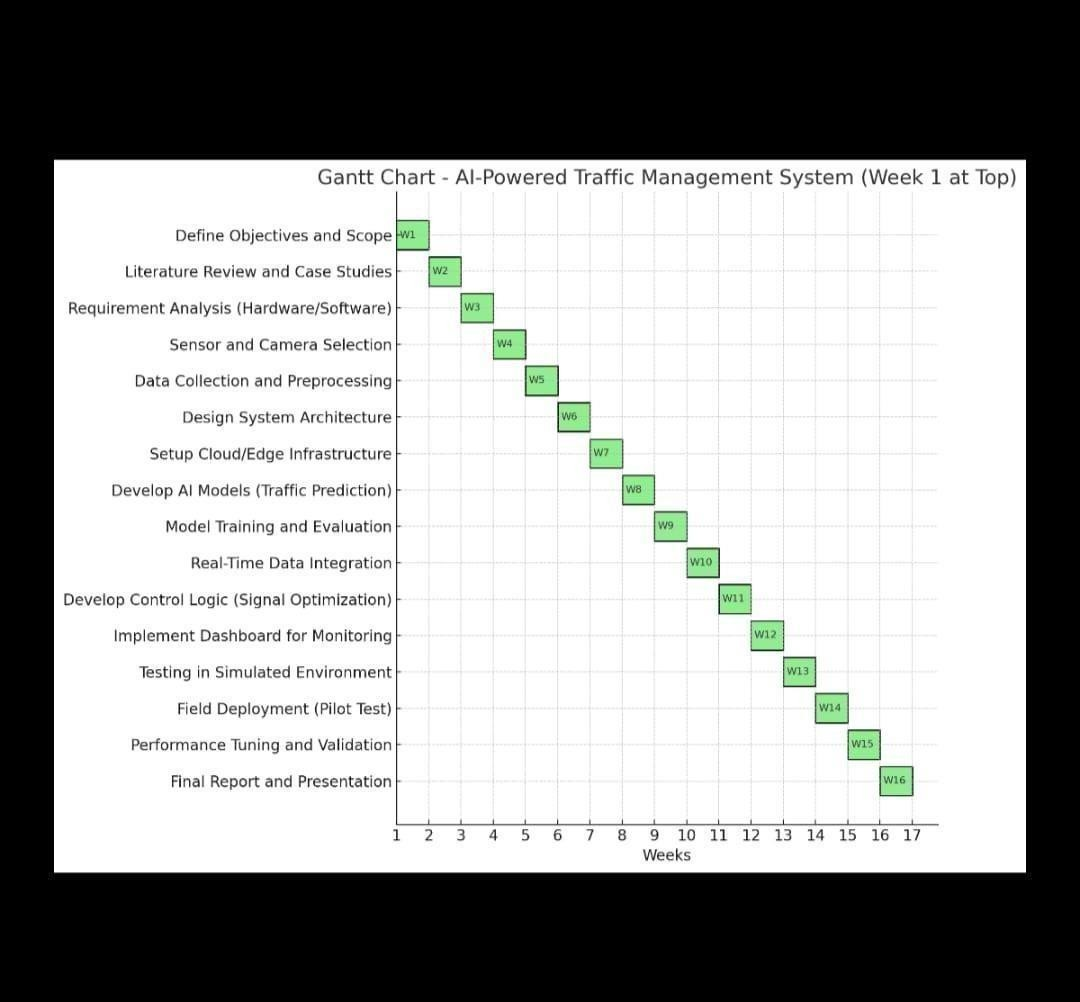 Gantt Chart - AI-Powered Traffic Management System (Week 1 at Top)
Define Objectives and Scope W1
Literature Review and Case Studies W2
Requirement Analysis (Hardware/Software) W3
Sensor and Camera Selection W4
Data Collection and Preprocessing W5
Design System Architecture W6
Setup Cloud/Edge Infrastructure W7
Develop AI Models (Traffic Prediction) W8
Model Training and Evaluation W9
Real-Time Data Integration W10
Develop Control Logic (Signal Optimization) W11
Implement Dashboard for Monitoring W12
Testing in Simulated Environment W13
Field Deployment (Pilot Test) W14
Performance Tuning and Validation W15
Final Report and Presentation W16
1 2 3 4 5 6 7 8 9 10 11 12 13 14 15 16 17
Weeks